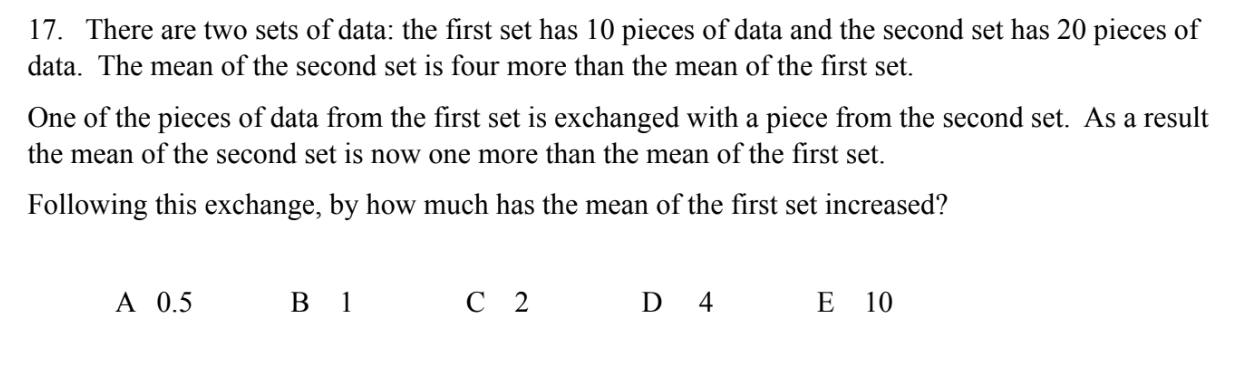 17. There are two sets of data: the first set has 10 pieces of data and the second set has 20 pieces of
data. The mean of the second set is four more than the mean of the first set.
One of the pieces of data from the first set is exchanged with a piece from the second set. As a result
the mean of the second set is now one more than the mean of the first set.
Following this exchange, by how much has the mean of the first set increased?
A 0.5 B 1 C 2 D 4 E 10